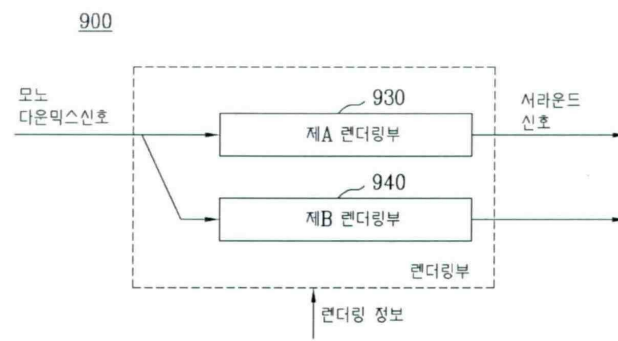 900
모노
다운믹스신호
930
제A 렌더링부
서라운드
신호
940
제B 렌더링부
렌더링부
렌더링 정보